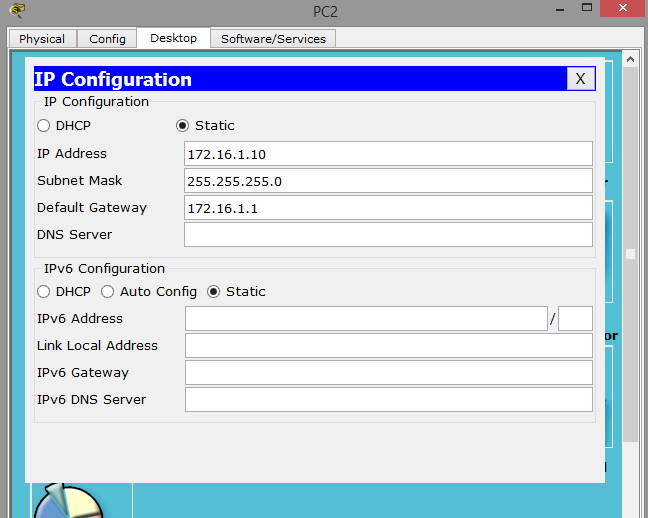 PC2
Physical Config Desktop Software/Services
IP Configuration X
IP Configuration
DHCP Static
IP Address 172.16.1.10
Subnet Mask 255.255.255.0
Default Gateway 172.16.1.1
DNS Server
IPv6 Configuration
DHCP Auto Config Static
IPv6 Address /
Link Local Address
IPv6 Gateway
IPv6 DNS Server